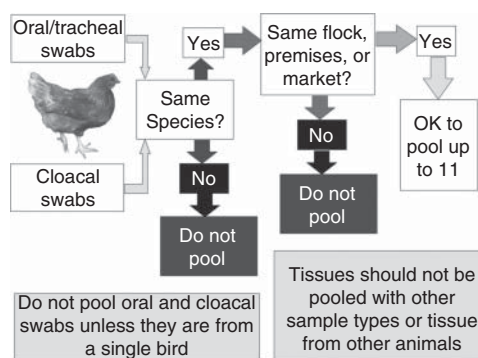 Oral/tracheal
swabs
Same
Species?
Cloacal
swabs
Yes
No
Do not
pool
Same flock,
premises, or
market?
No
Do not
pool
Yes
OK to
pool up
to 11
Do not pool oral and cloacal
swabs unless they are from
a single bird
Tissues should not be
pooled with other
sample types or tissue
from other animals